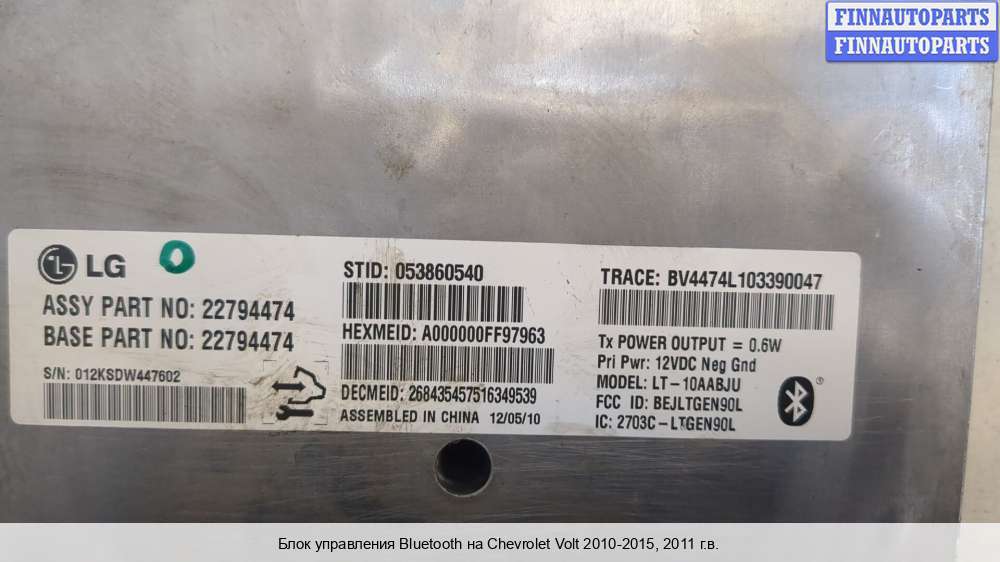 FINNAUTOPARTS
FINNAUTOPARTS
LG
ASSY PART NO: 22794474
BASE PART NO: 22794474
S/N: 012KSDW447602
STID: 053860540
HEXMEID: A000000FF97963
DECMEID: 268435457516349539
ASSEMBLED IN CHINA 12/05/10
TRACE: BV4474L103390047
Tx POWER OUTPUT = 0.6W
Pri Pwr: 12VDC Neg Gnd
MODEL: LT-10AABJU
FCC ID: BEJLTGEN90L
IC: 2703C-LTGEN90L
Блок управления Bluetooth на Chevrolet Volt 2010-2015, 2011 г.в.